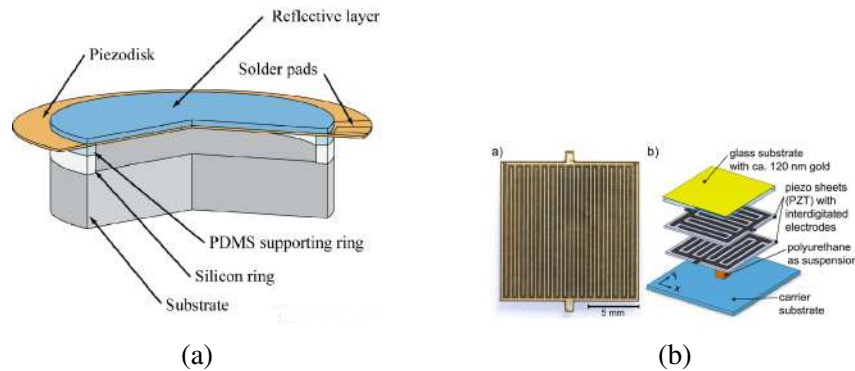 Reflective layer
Piezodisk
Solder pads
PDMS supporting ring
Silicon ring
Substrate
(a)
a)
5 mm
b)
glass substrate
with ca. 120 nm gold
piezo sheets
(PZT) with
interdigitated
electrodes
polyurethane
as suspension
carrier
substrate
Y
X
(b)